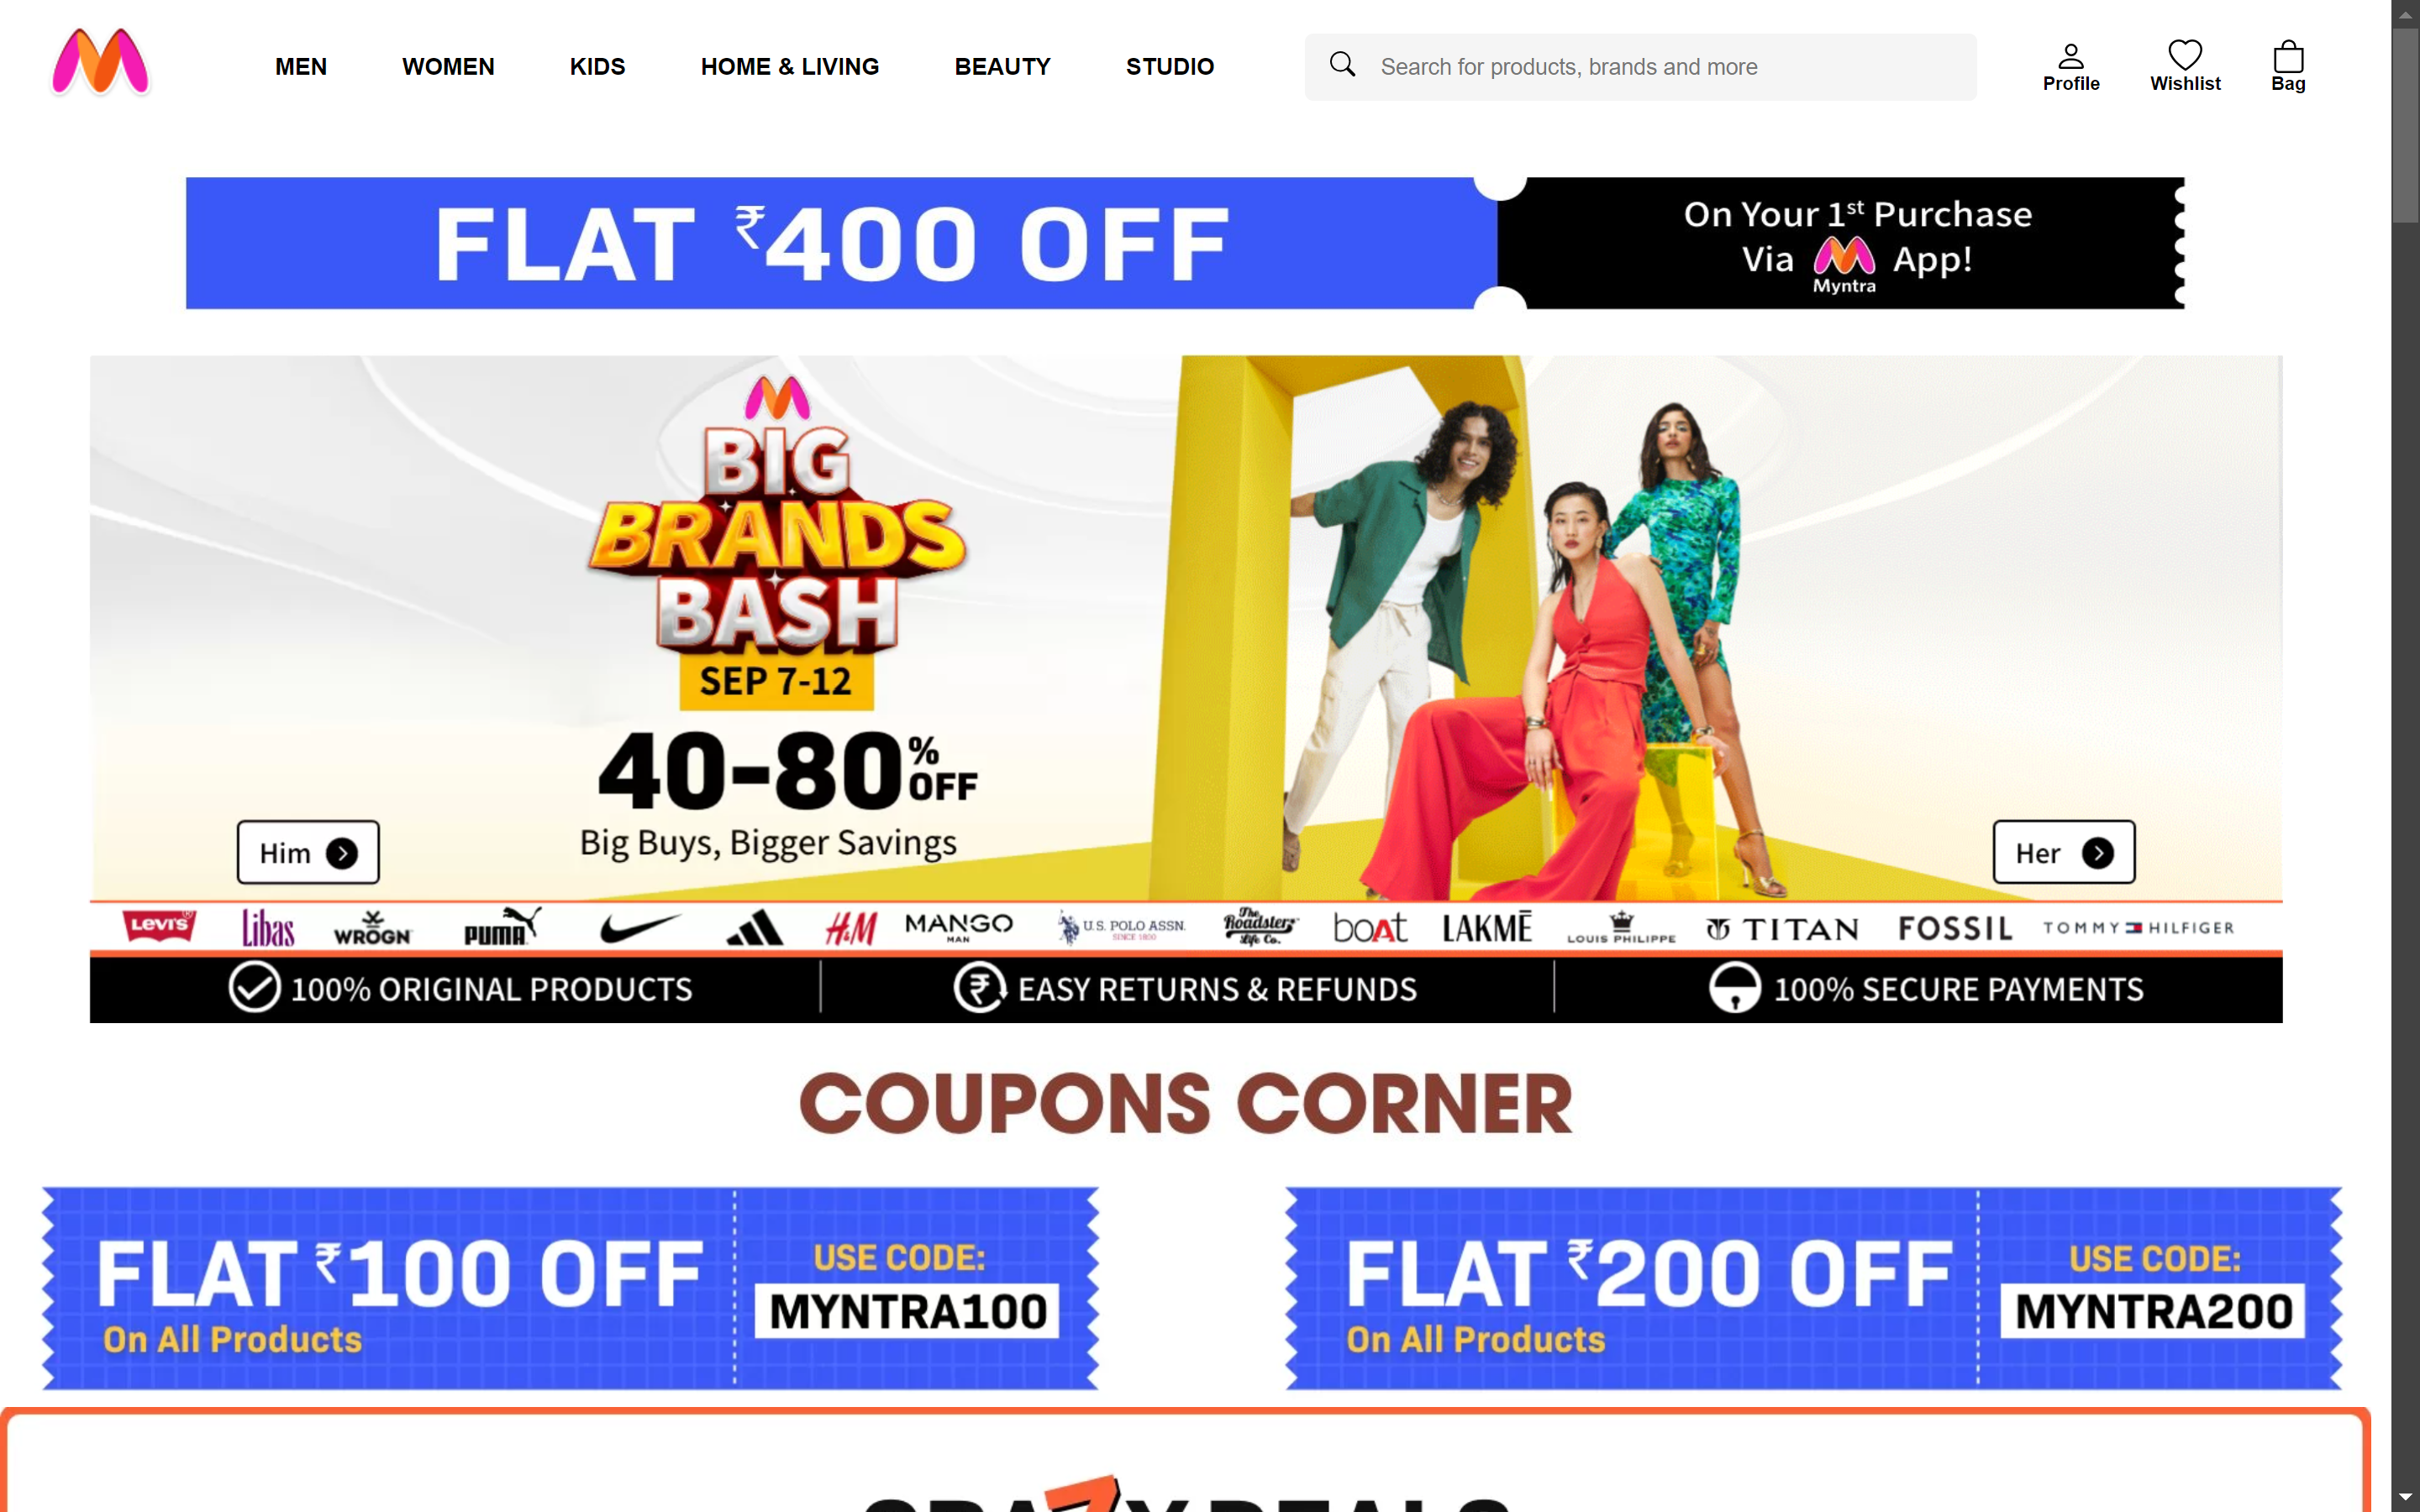 MEN WOMEN KIDS HOME & LIVING BEAUTY STUDIO Search for products, brands and more Profile Wishlist Bag
FLAT ₹400 OFF
On Your 1st Purchase
Via Myntra App!
BIG
BRANDS
BASH
SEP 7-12
40-80% OFF
Big Buys, Bigger Savings
Him
Her
LEVI'S® Libas WROGN PUMA H&M MANGO MAN U.S. POLO ASSN. SINCE 1890 The Roadster Life Co. boAt LAKMĒ LOUIS PHILIPPE TITAN FOSSIL TOMMY HILFIGER
100% ORIGINAL PRODUCTS EASY RETURNS & REFUNDS 100% SECURE PAYMENTS
COUPONS CORNER
FLAT ₹100 OFF
On All Products
USE CODE:
MYNTRA100
FLAT ₹200 OFF
On All Products
USE CODE:
MYNTRA200
CRAZY DEALS